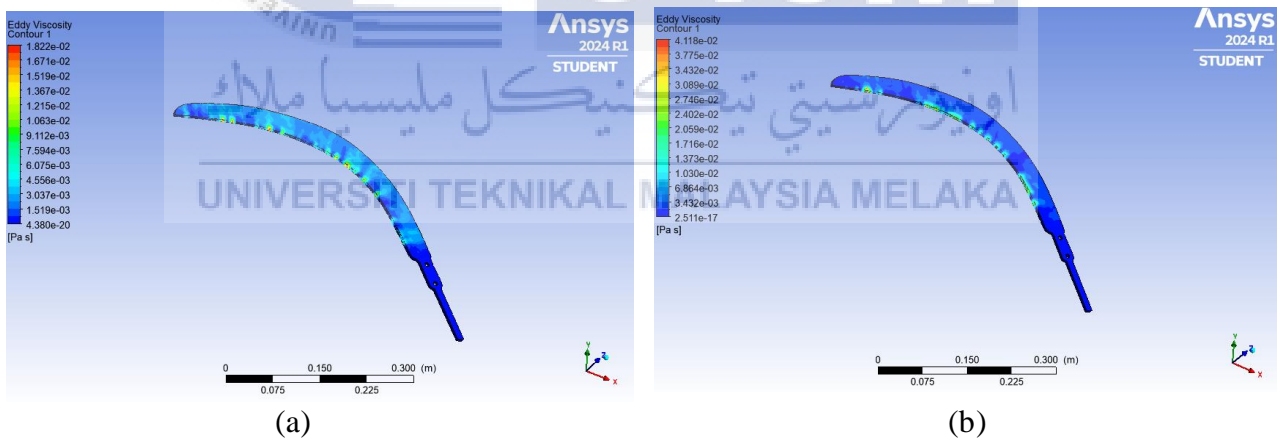 Eddy Viscosity
Contour 1
1.822e-02
1.671e-02
1.519e-02
1.367e-02
1.215e-02
1.063e-02
9.112e-03
7.594e-03
6.075e-03
4.556e-03
3.037e-03
1.519e-03
4.380e-20
[Pa s]
Ansys
2024 R1
STUDENT
0 0.150 0.300 (m)
0.075 0.225
Y
Z
X
(a)
Eddy Viscosity
Contour 1
4.118e-02
3.775e-02
3.432e-02
3.089e-02
2.746e-02
2.402e-02
2.059e-02
1.716e-02
1.373e-02
1.030e-02
6.864e-03
3.432e-03
2.511e-17
[Pa s]
Ansys
2024 R1
STUDENT
0 0.150 0.300 (m)
0.075 0.225
Y
Z
X
(b)
اونيۏرسيتي تيكنيكل مليسيا ملاك
UNIVERSITI TEKNIKAL MALAYSIA MELAKA